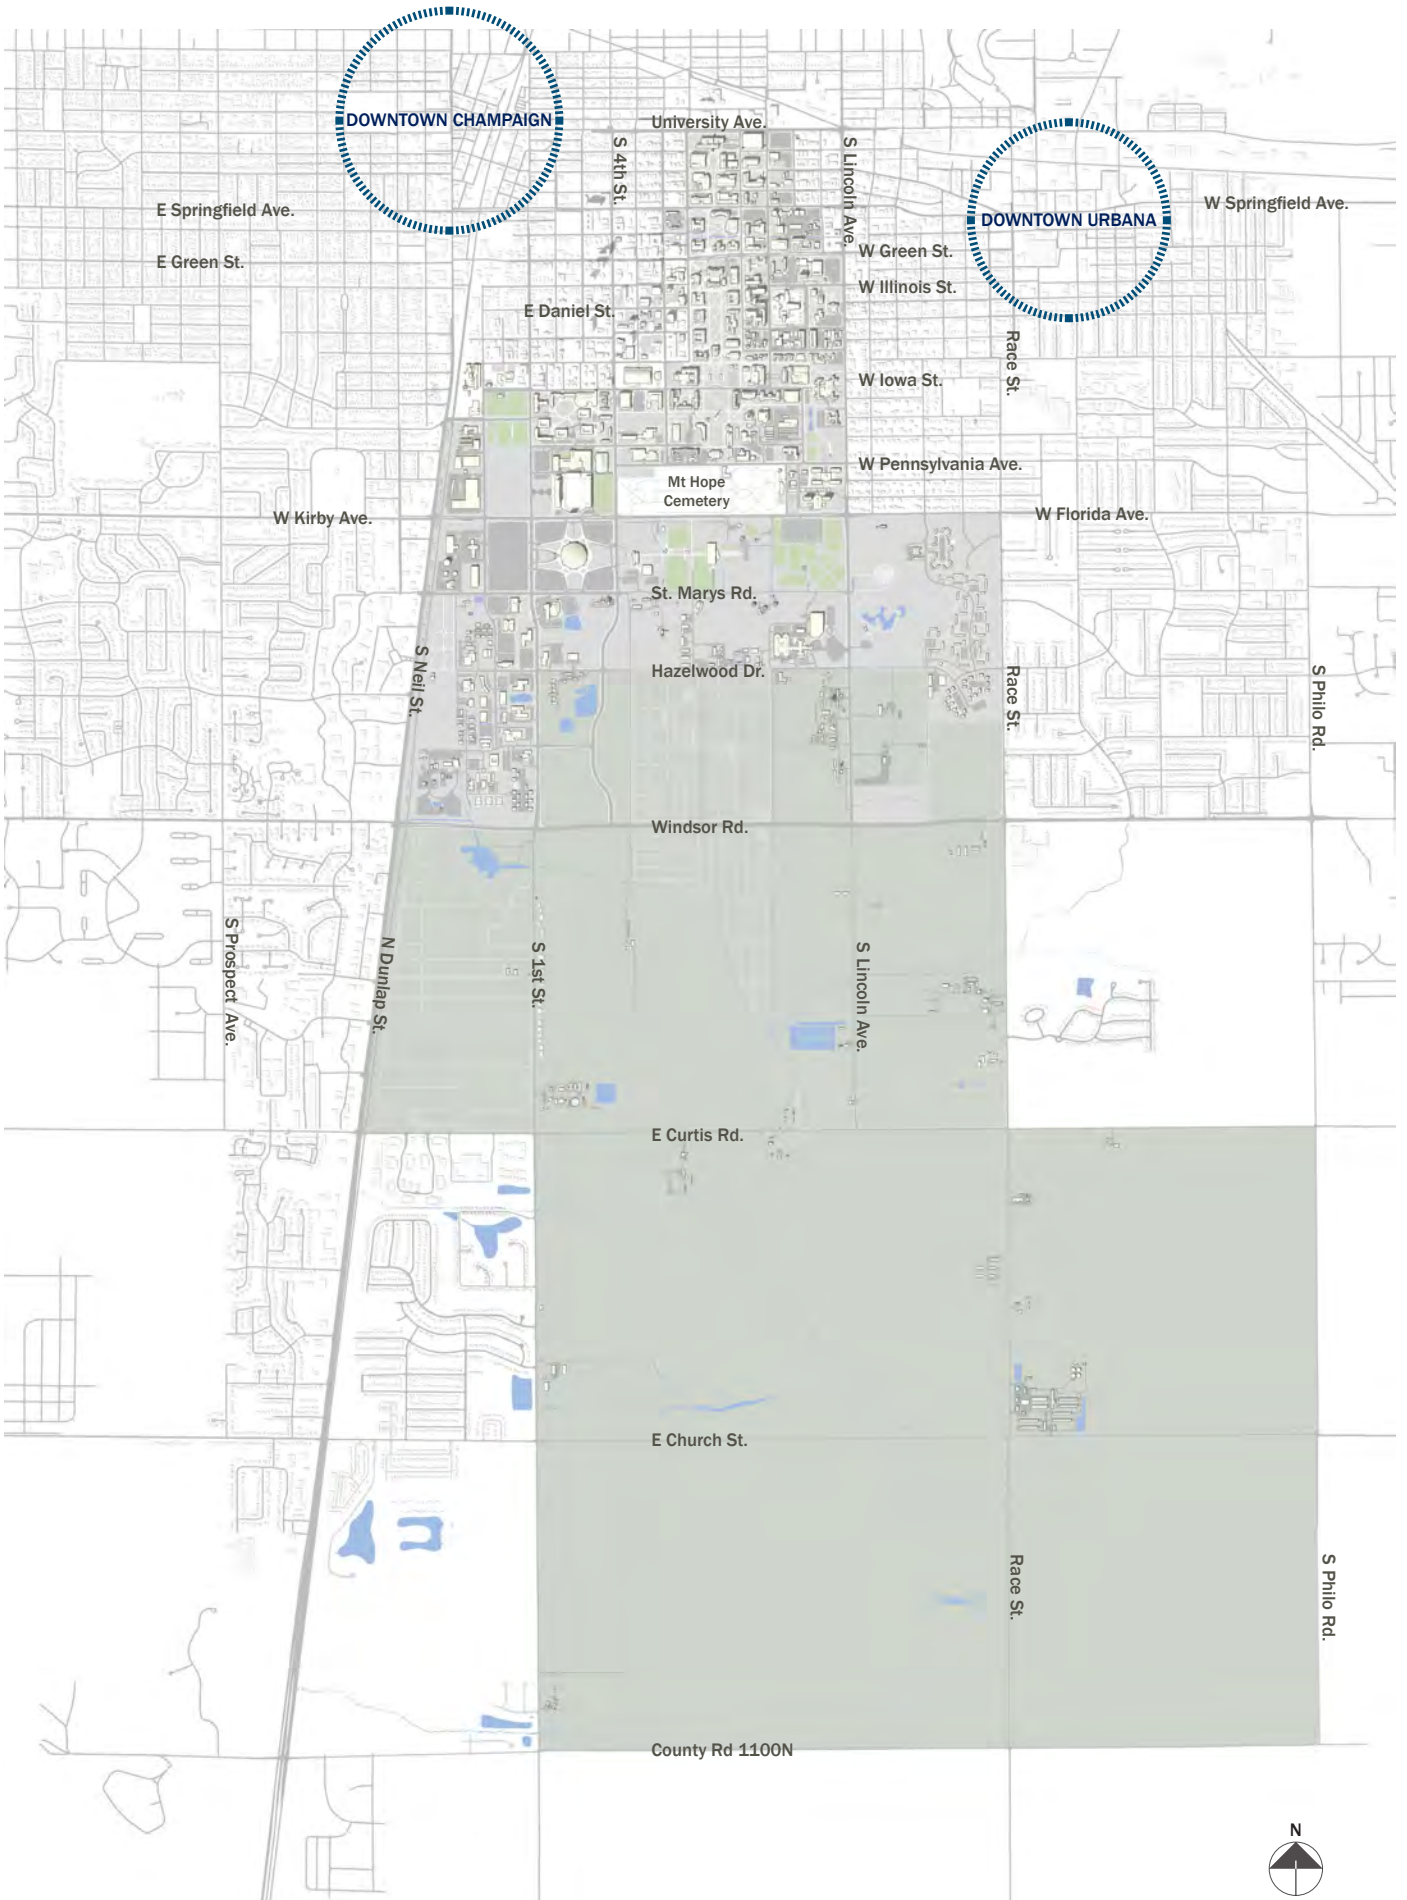 DOWNTOWN CHAMPAIGN
University Ave.
S 4th St.
S Lincoln Ave.
E Springfield Ave.
W Springfield Ave.
DOWNTOWN URBANA
E Green St.
W Green St.
W Illinois St.
E Daniel St.
Race St.
W Iowa St.
W Pennsylvania Ave.
Mt Hope
Cemetery
W Kirby Ave.
W Florida Ave.
St. Marys Rd.
S Neil St.
Hazelwood Dr.
Race St.
S Philo Rd.
Windsor Rd.
S Prospect Ave.
N Dunlap St.
S 1st St.
S Lincoln Ave.
E Curtis Rd.
E Church St.
Race St.
S Philo Rd.
County Rd 1100N
N